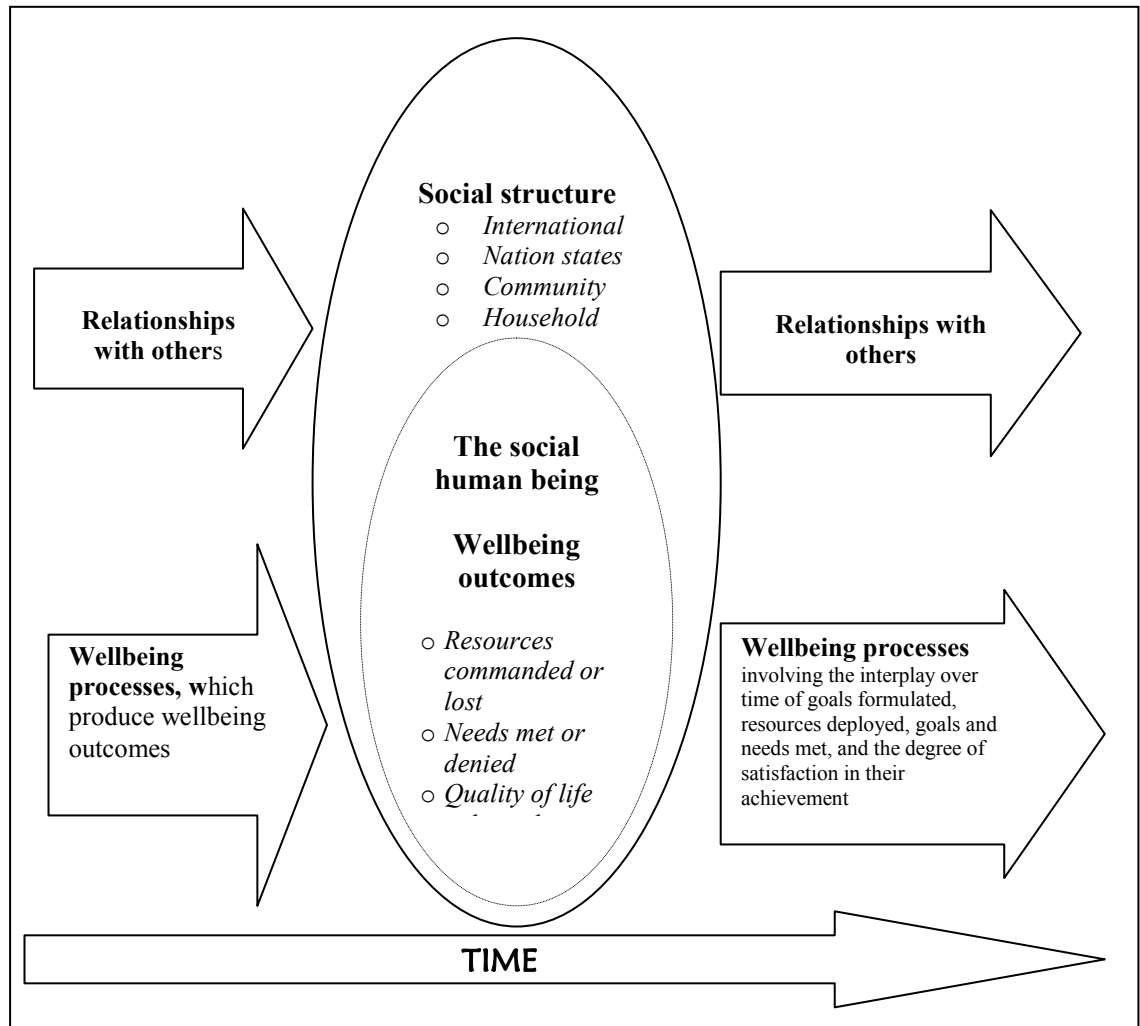 Social structure
o International
o Nation states
o Community
o Household
Relationships
with others
Relationships with
others
The social
human being
Wellbeing
outcomes
o Resources
commanded or
lost
o Needs met or
denied
o Quality of life
Wellbeing
processes, which
produce wellbeing
outcomes
Wellbeing processes
involving the interplay over
time of goals formulated,
resources deployed, goals and
needs met, and the degree of
satisfaction in their
achievement
TIME